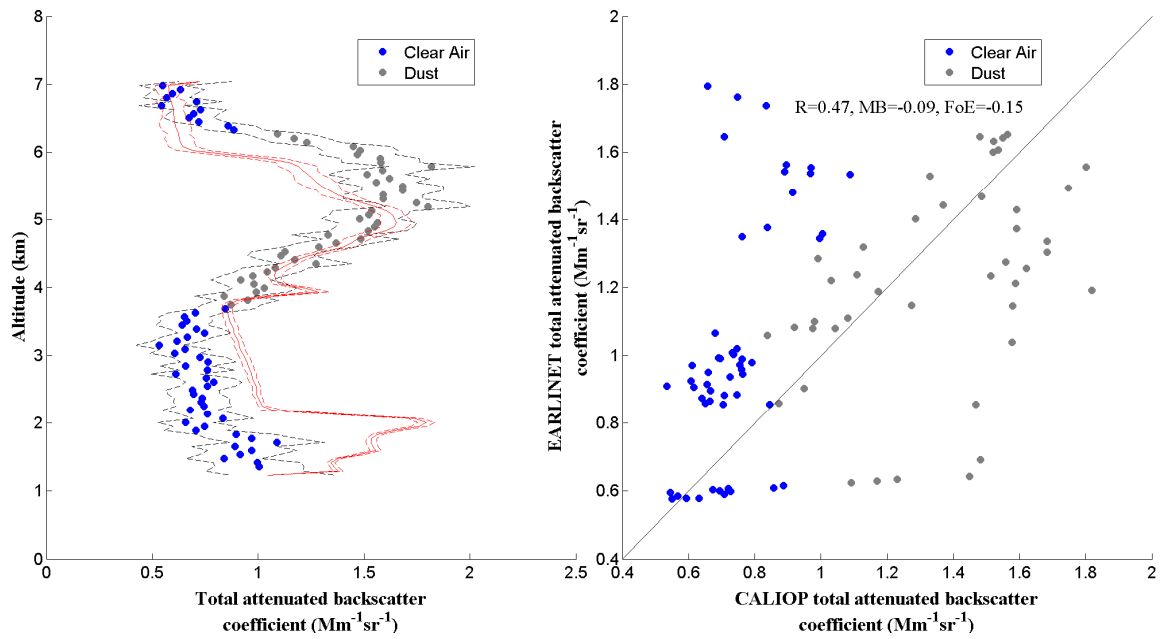 8
7
6
5
4
3
2
1
0
Altitude (km)
Clear Air
Dust
0 0.5 1 1.5 2 2.5
Total attenuated backscatter
coefficient (Mm⁻¹sr⁻¹)
2
1.8
1.6
1.4
1.2
1
0.8
0.6
0.4
EARLINET total attenuated backscatter
coefficient (Mm⁻¹sr⁻¹)
Clear Air
Dust
R=0.47, MB=-0.09, FoE=-0.15
0.4 0.6 0.8 1 1.2 1.4 1.6 1.8 2
CALIOP total attenuated backscatter
coefficient (Mm⁻¹sr⁻¹)